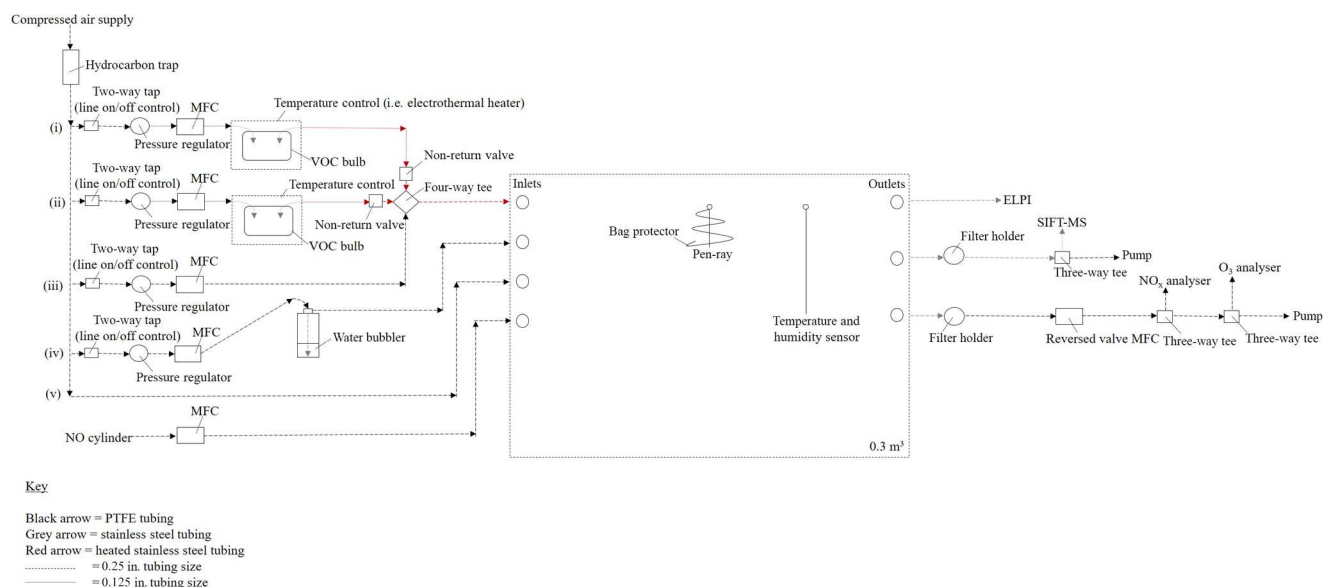 Compressed air supply
Hydrocarbon trap
Two-way tap
(line on/off control)
MFC
Temperature control (i.e. electrothermal heater)
(i)
Pressure regulator
VOC bulb
Non-return valve
Two-way tap
(line on/off control)
MFC
Temperature control
Four-way tee
Inlets
Outlets
(ii)
Pressure regulator
Non-return valve
VOC bulb
ELPI
Bag protector
Pen-ray
Filter holder
SIFT-MS
Pump
Three-way tee
Two-way tap
(line on/off control)
MFC
(iii)
Pressure regulator
NOx analyser
O3 analyser
Two-way tap
(line on/off control)
MFC
Water bubbler
Temperature and
humidity sensor
Filter holder
Reversed valve MFC
Three-way tee
Three-way tee
Pump
(iv)
Pressure regulator
(v)
MFC
NO cylinder
0.3 m³
Key
Black arrow = PTFE tubing
Grey arrow = stainless steel tubing
Red arrow = heated stainless steel tubing
= 0.25 in. tubing size
= 0.125 in. tubing size